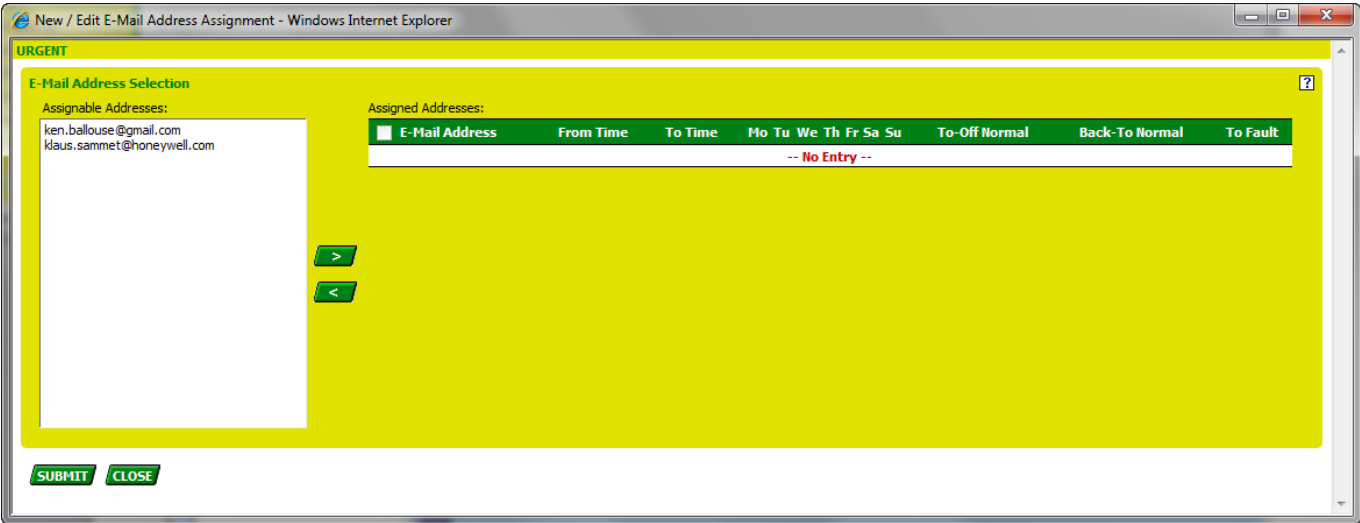 New / Edit E-Mail Address Assignment - Windows Internet Explorer
URGENT
E-Mail Address Selection
?
Assignable Addresses:
Assigned Addresses:
ken.ballouse@gmail.com
klaus.sammet@honeywell.com
E-Mail Address From Time To Time Mo Tu We Th Fr Sa Su To-Off Normal Back-To Normal To Fault
-- No Entry --
>
<
SUBMIT CLOSE